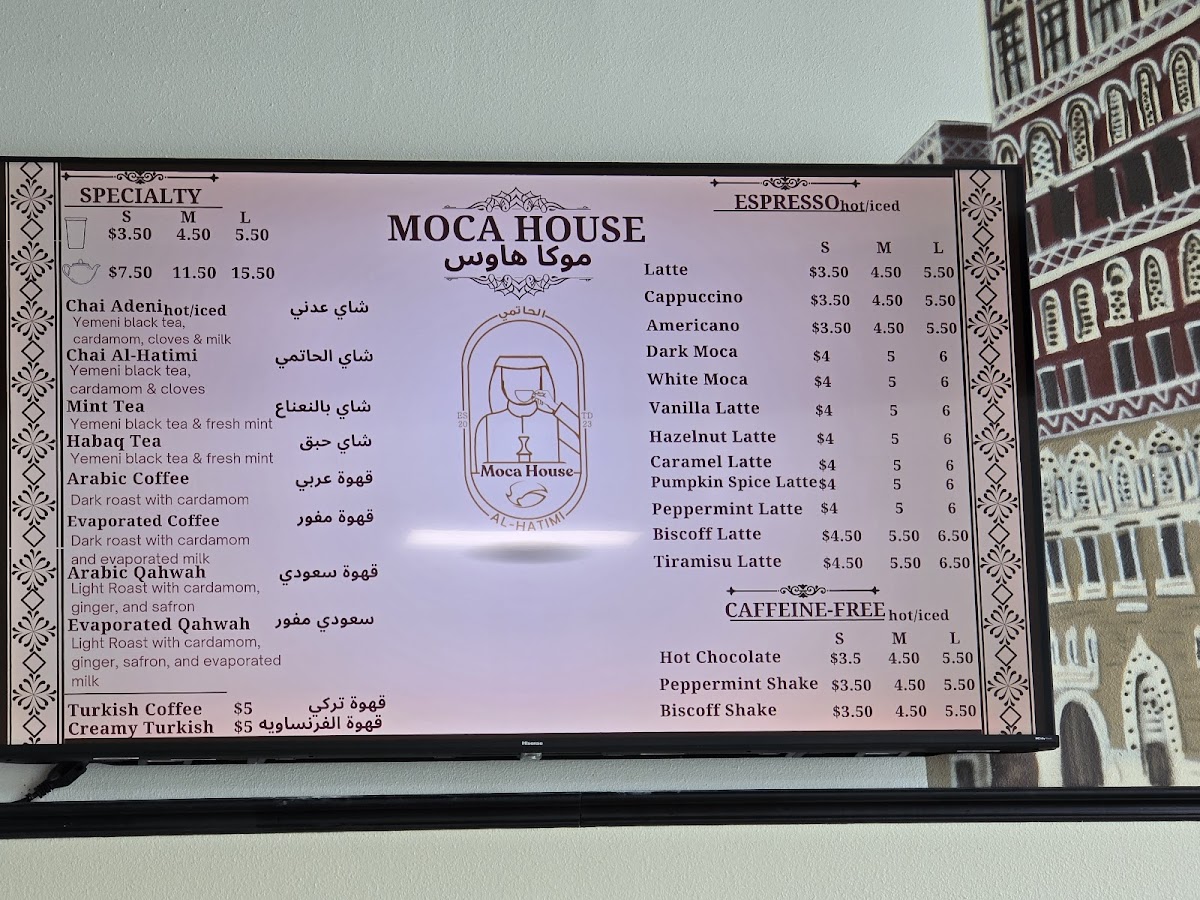 SPECIALTY
S M L
$3.50 4.50 5.50
$7.50 11.50 15.50
Chai Adeni hot/iced شاي عدني
Yemeni black tea,
cardamom, cloves & milk
Chai Al-Hatimi شاي الحاتمي
Yemeni black tea,
cardamom & cloves
Mint Tea شاي بالنعناع
Yemeni black tea & fresh mint
Habaq Tea شاي حبق
Yemeni black tea & fresh mint
Arabic Coffee قهوة عربي
Dark roast with cardamom
Evaporated Coffee قهوة مفور
Dark roast with cardamom
and evaporated milk
Arabic Qahwah قهوة سعودي
Light Roast with cardamom,
ginger, and safron
Evaporated Qahwah سعودي مفور
Light Roast with cardamom,
ginger, safron, and evaporated
milk
Turkish Coffee $5 قهوة تركي
Creamy Turkish $5 قهوة الفرنساويه
MOCA HOUSE
موكا هاوس
الحاتمي
ES TD
20 23
Moca House
AL-HATIMI
ESPRESSO hot/iced
S M L
Latte $3.50 4.50 5.50
Cappuccino $3.50 4.50 5.50
Americano $3.50 4.50 5.50
Dark Moca $4 5 6
White Moca $4 5 6
Vanilla Latte $4 5 6
Hazelnut Latte $4 5 6
Caramel Latte $4 5 6
Pumpkin Spice Latte $4 5 6
Peppermint Latte $4 5 6
Biscoff Latte $4.50 5.50 6.50
Tiramisu Latte $4.50 5.50 6.50
CAFFEINE-FREE hot/iced
S M L
Hot Chocolate $3.5 4.50 5.50
Peppermint Shake $3.50 4.50 5.50
Biscoff Shake $3.50 4.50 5.50
Hisense